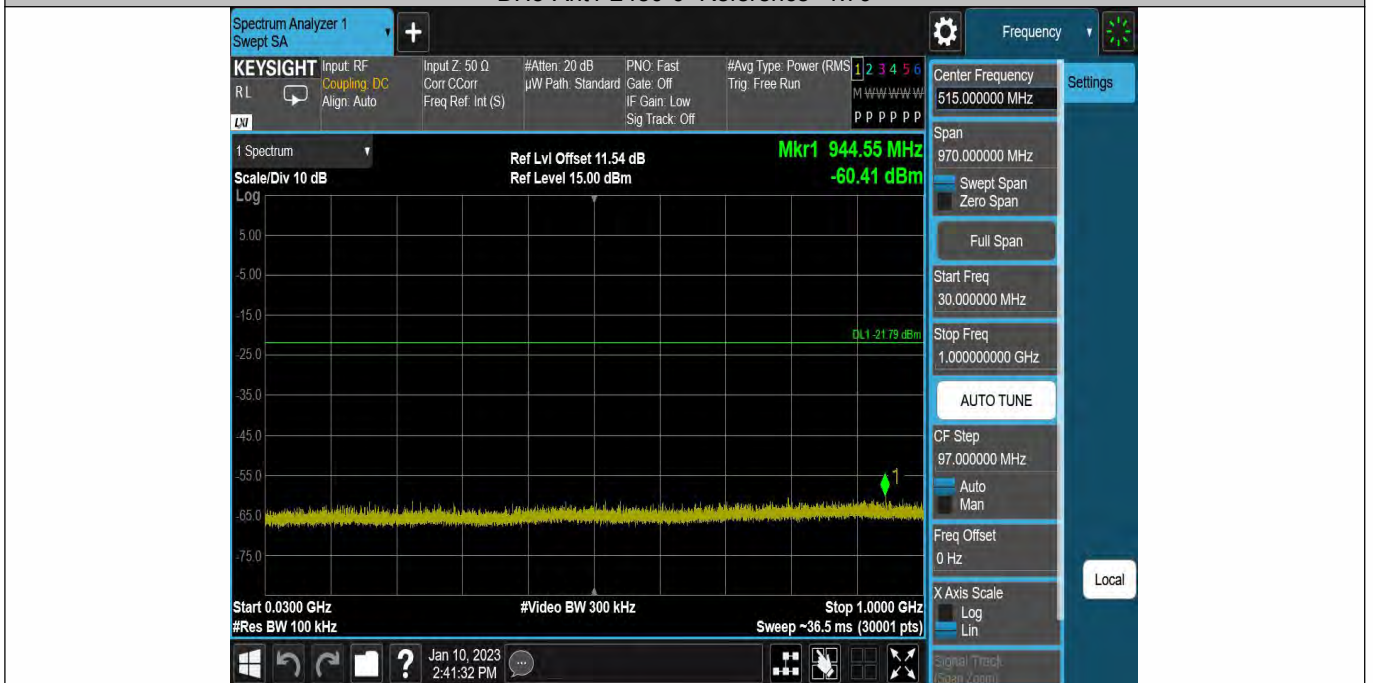 Spectrum Analyzer 1
Swept SA
+
Frequency
KEYSIGHT
RL
LXI
Input: RF
Coupling: DC
Align: Auto
Input Z: 50 Ω
Corr CCorr
Freq Ref: Int (S)
#Atten: 20 dB
µW Path: Standard
PNO: Fast
Gate: Off
IF Gain: Low
Sig Track: Off
#Avg Type: Power (RMS
Trig: Free Run
1 2 3 4 5 6
M W W W W W
P P P P P P
Center Frequency
515.000000 MHz
Settings
1 Spectrum
Scale/Div 10 dB
Ref Lvl Offset 11.54 dB
Ref Level 15.00 dBm
Mkr1 944.55 MHz
-60.41 dBm
Log
5.00
-5.00
-15.0
-25.0
-35.0
-45.0
-55.0
-65.0
-75.0
DL1 -21.79 dBm
1
Start 0.0300 GHz
#Res BW 100 kHz
#Video BW 300 kHz
Stop 1.0000 GHz
Sweep ~36.5 ms (30001 pts)
Span
970.000000 MHz
Swept Span
Zero Span
Full Span
Start Freq
30.000000 MHz
Stop Freq
1.000000000 GHz
AUTO TUNE
CF Step
97.000000 MHz
Auto
Man
Freq Offset
0 Hz
X Axis Scale
Log
Lin
Signal Track
(Span Zoom)
Local
?
Jan 10, 2023
2:41:32 PM